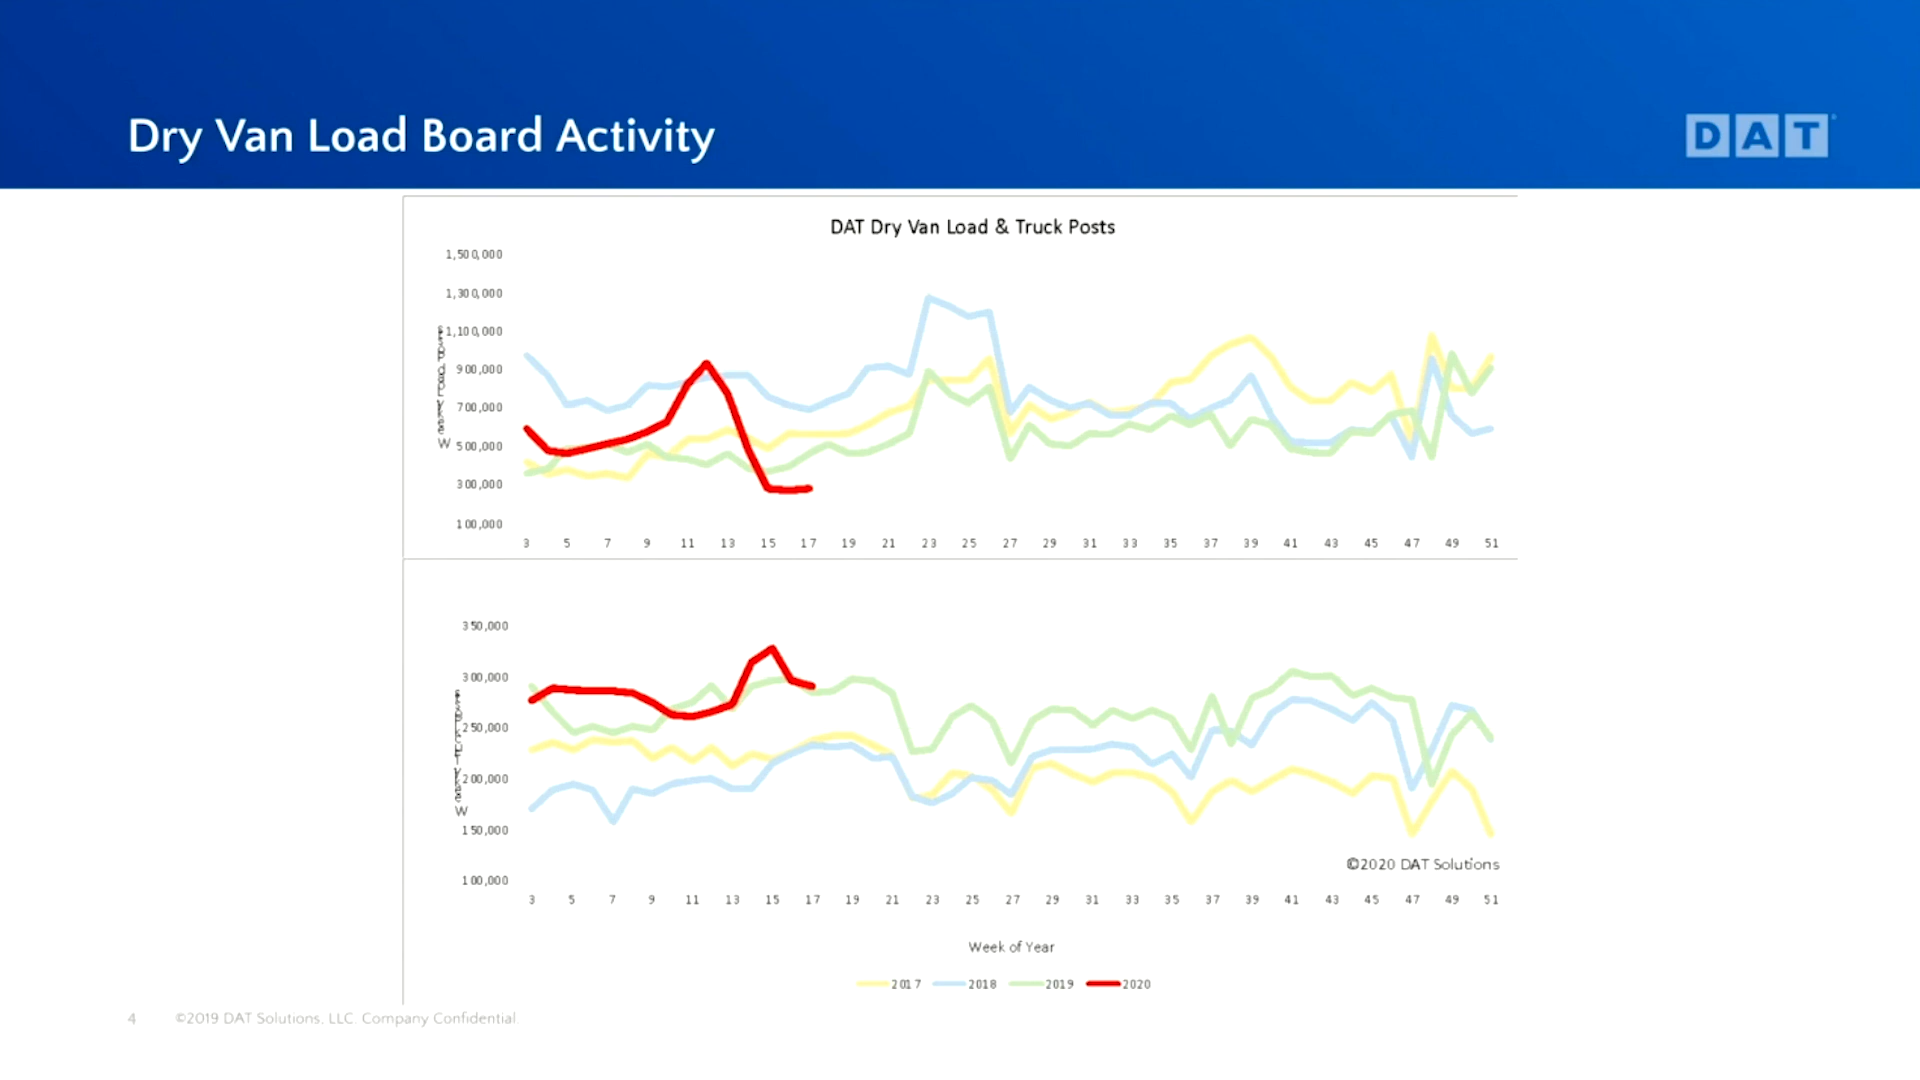 Dry Van Load Board Activity
DAT
DAT Dry Van Load & Truck Posts
1,500,000
1,300,000
1,100,000
900,000
700,000
500,000
300,000
100,000
3 5 7 9 11 13 15 17 19 21 23 25 27 29 31 33 35 37 39 41 43 45 47 49 51
350,000
300,000
250,000
200,000
150,000
100,000
©2020 DAT Solutions
3 5 7 9 11 13 15 17 19 21 23 25 27 29 31 33 35 37 39 41 43 45 47 49 51
Week of Year
2017 2018 2019 2020
4 ©2019 DAT Solutions, LLC. Company Confidential.